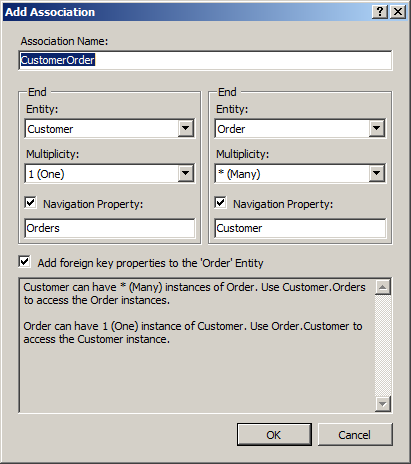 Add Association
Association Name:
CustomerOrder
End
Entity:
Customer
Multiplicity:
1 (One)
Navigation Property:
Orders
End
Entity:
Order
Multiplicity:
* (Many)
Navigation Property:
Customer
Add foreign key properties to the 'Order' Entity
Customer can have * (Many) instances of Order. Use Customer.Orders
to access the Order instances.
Order can have 1 (One) instance of Customer. Use Order.Customer to
access the Customer instance.
OK
Cancel